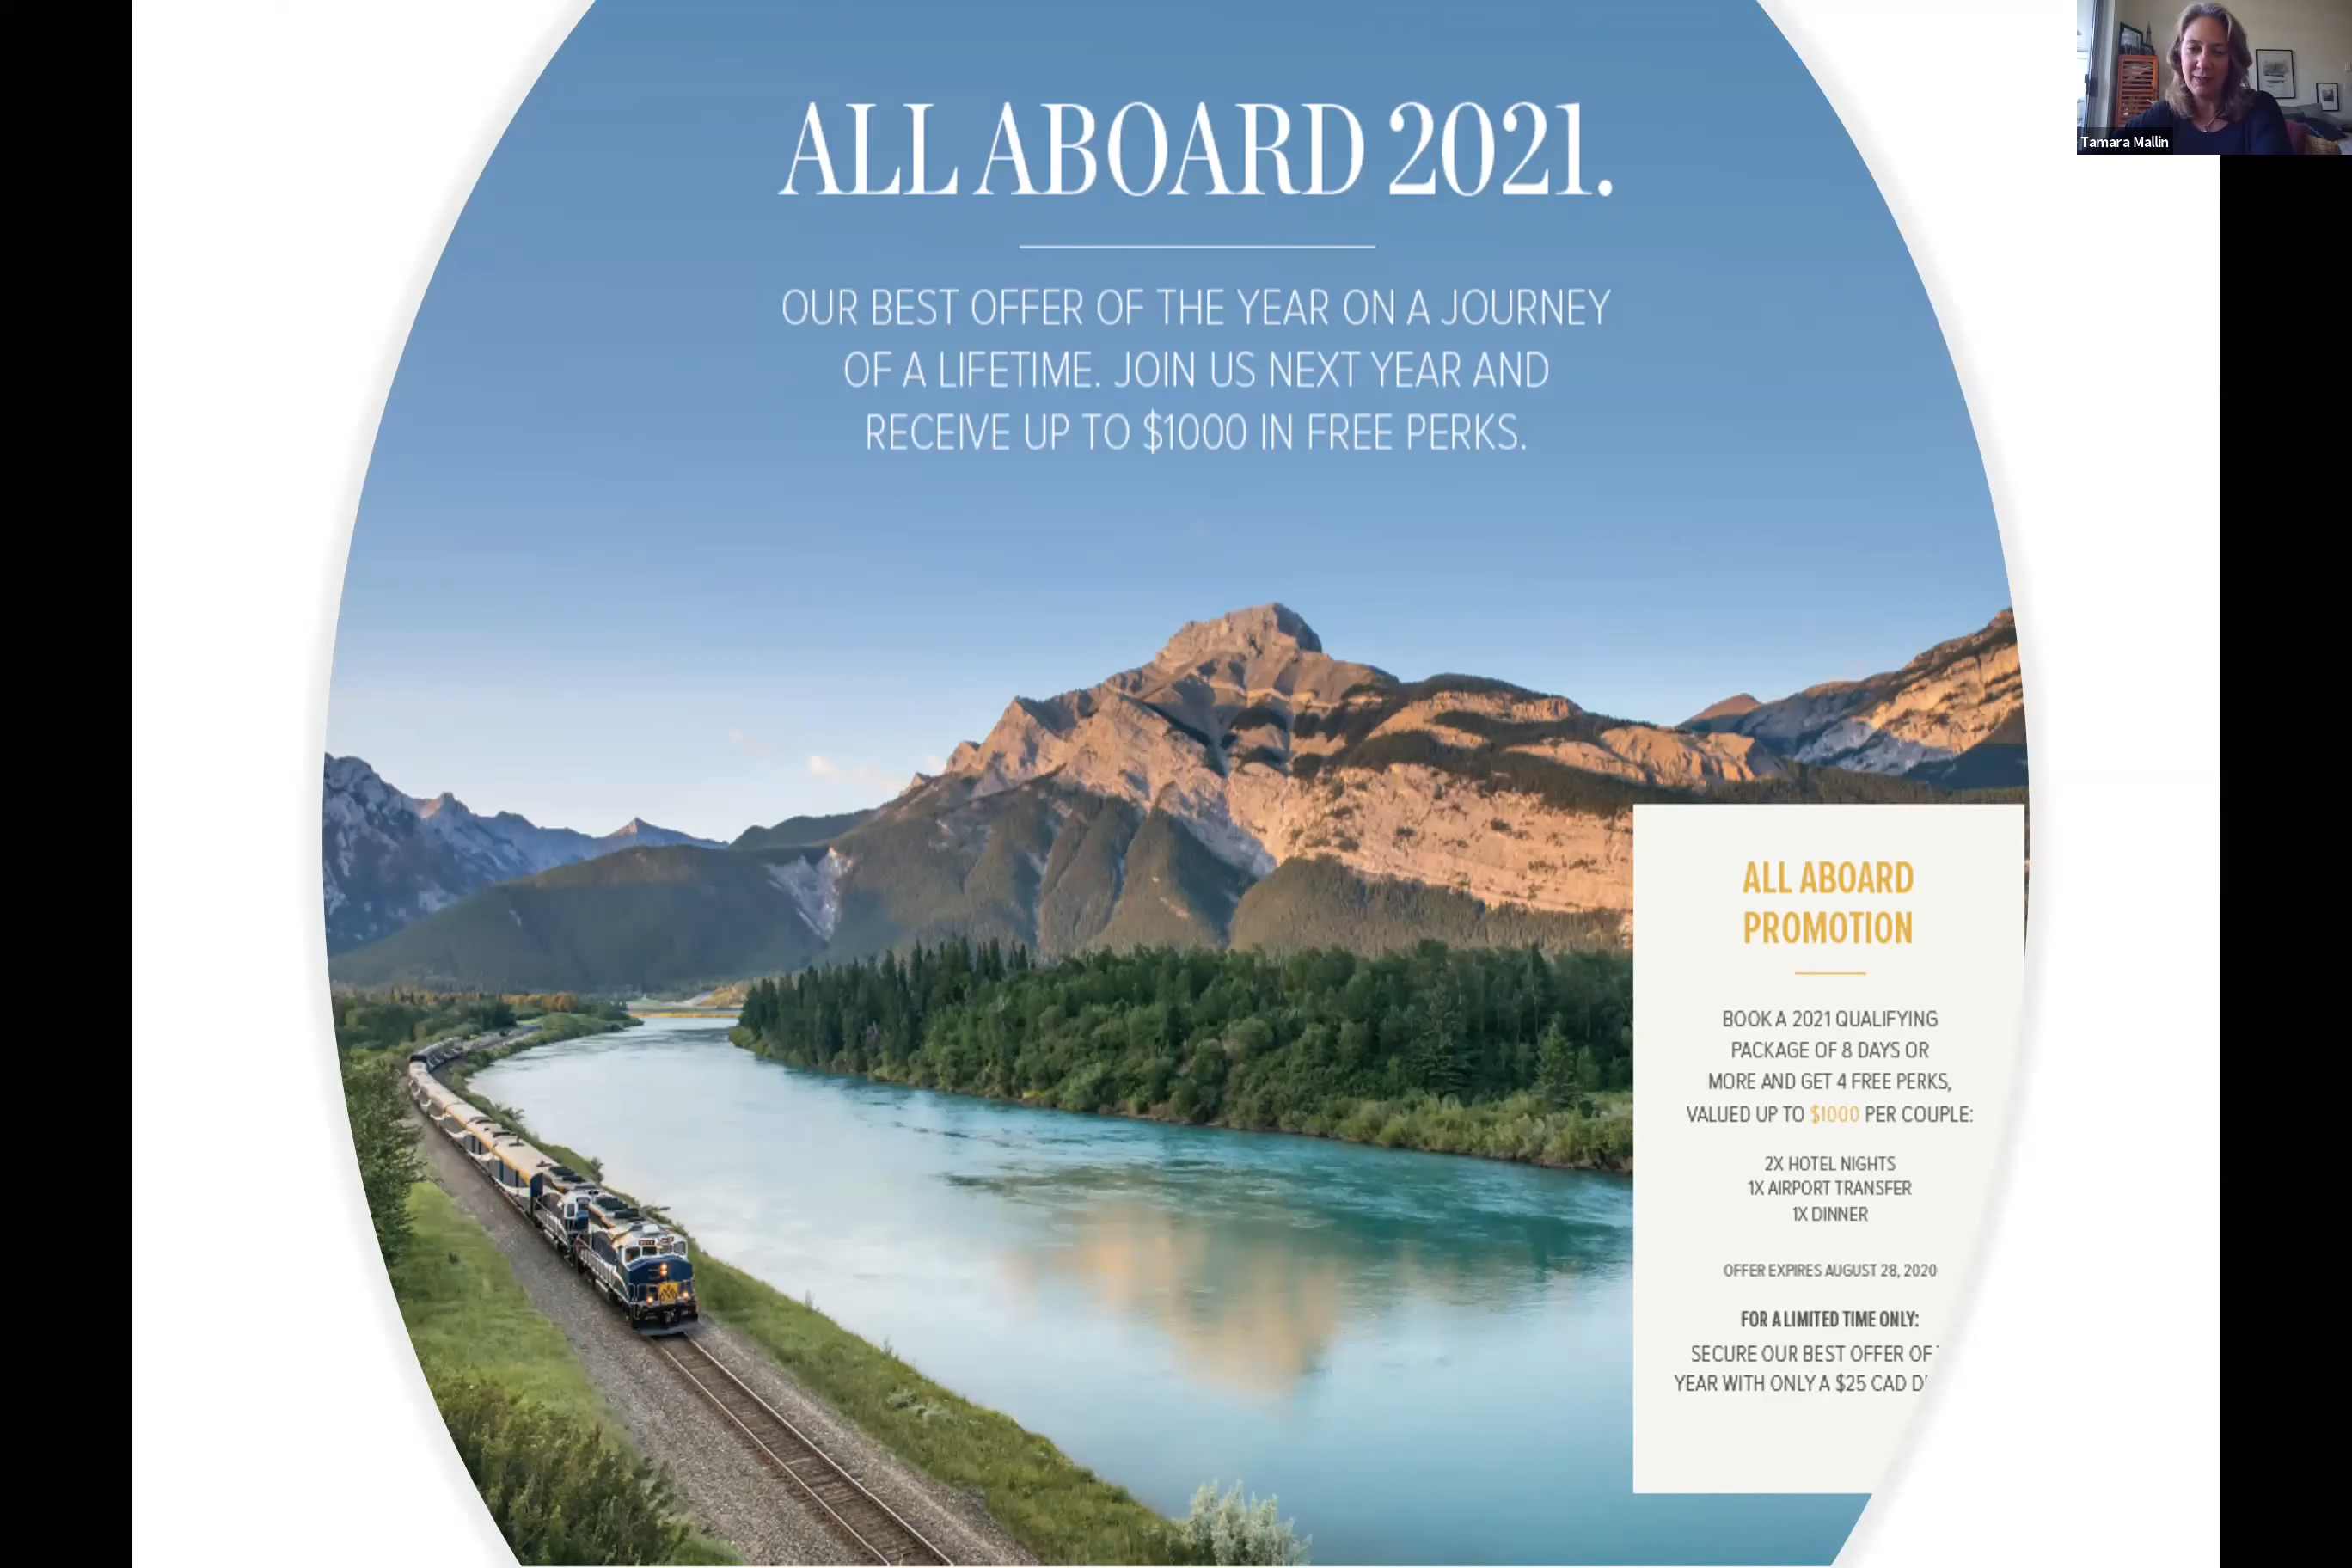 ALL ABOARD 2021.
OUR BEST OFFER OF THE YEAR ON A JOURNEY
OF A LIFETIME. JOIN US NEXT YEAR AND
RECEIVE UP TO $1000 IN FREE PERKS.
Tamara Mallin
ALL ABOARD
PROMOTION
BOOK A 2021 QUALIFYING
PACKAGE OF 8 DAYS OR
MORE AND GET 4 FREE PERKS,
VALUED UP TO $1000 PER COUPLE:
2X HOTEL NIGHTS
1X AIRPORT TRANSFER
1X DINNER
OFFER EXPIRES AUGUST 28, 2020
FOR A LIMITED TIME ONLY:
SECURE OUR BEST OFFER OF
YEAR WITH ONLY A $25 CAD